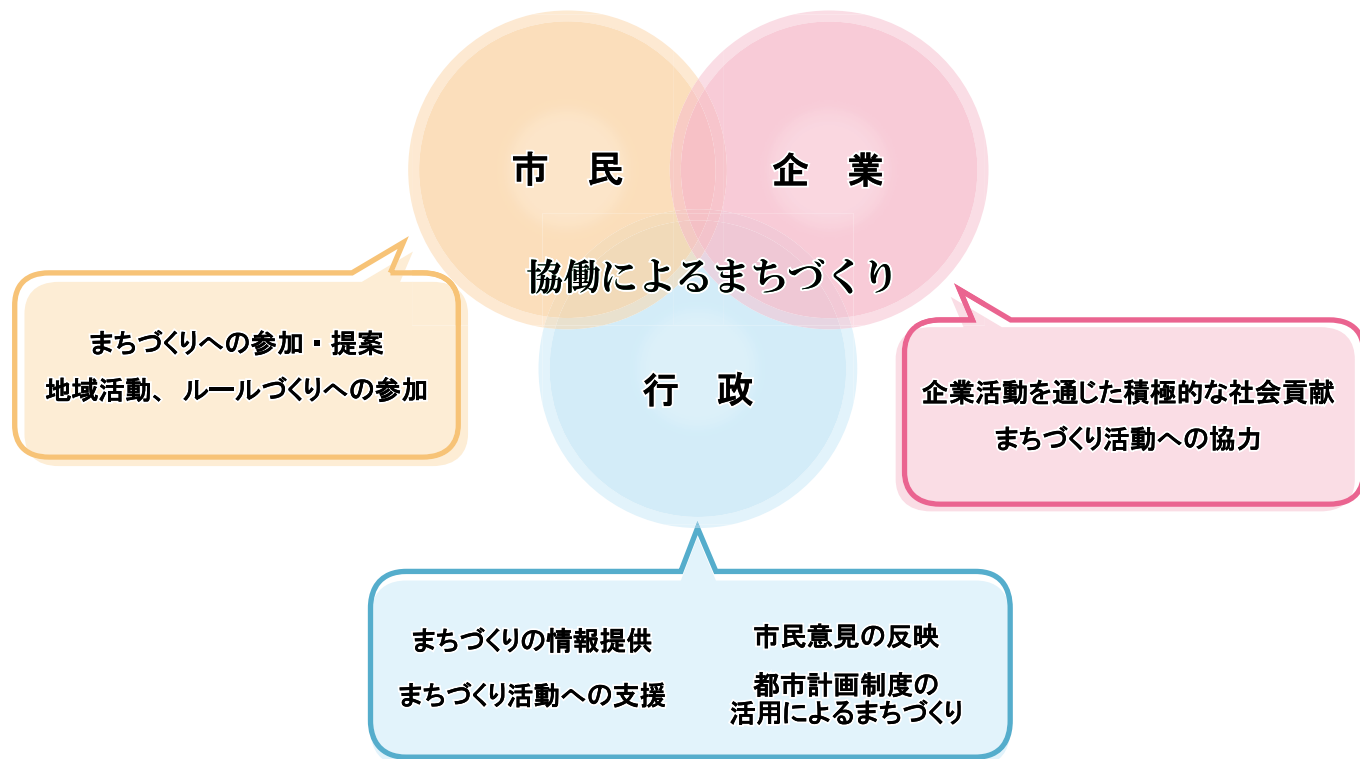 市　民
企　業
協働によるまちづくり
行　政
まちづくりへの参加・提案
地域活動、ルールづくりへの参加
企業活動を通じた積極的な社会貢献
まちづくり活動への協力
まちづくりの情報提供
まちづくり活動への支援
市民意見の反映
都市計画制度の
活用によるまちづくり